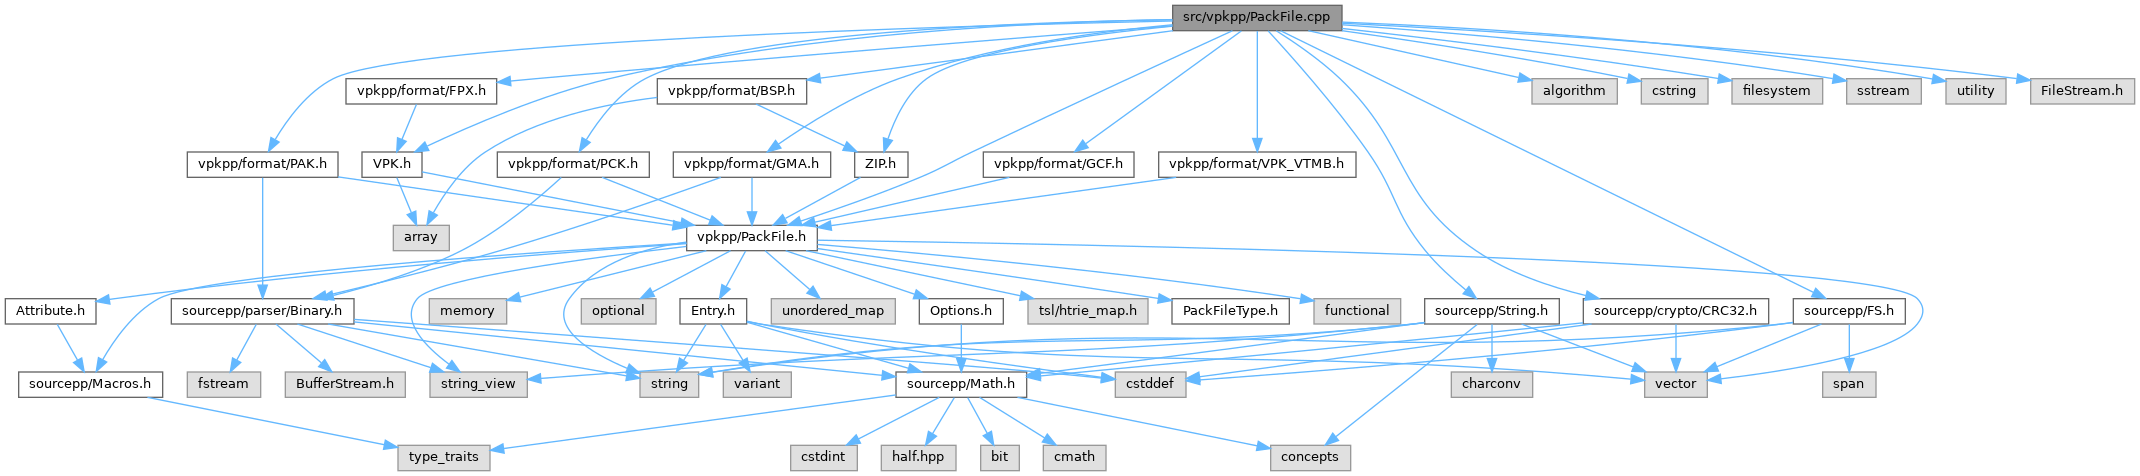 src/vpkpp/PackFile.cpp
vpkpp/format/FPX.h
vpkpp/format/BSP.h
algorithm
cstring
filesystem
sstream
utility
FileStream.h
vpkpp/format/PAK.h
VPK.h
vpkpp/format/PCK.h
vpkpp/format/GMA.h
ZIP.h
vpkpp/format/GCF.h
vpkpp/format/VPK_VTMB.h
array
vpkpp/PackFile.h
Attribute.h
sourcepp/parser/Binary.h
memory
optional
Entry.h
unordered_map
Options.h
tsl/htrie_map.h
PackFileType.h
functional
sourcepp/String.h
sourcepp/crypto/CRC32.h
sourcepp/FS.h
sourcepp/Macros.h
fstream
BufferStream.h
string_view
string
variant
sourcepp/Math.h
cstddef
charconv
vector
span
type_traits
cstdint
half.hpp
bit
cmath
concepts